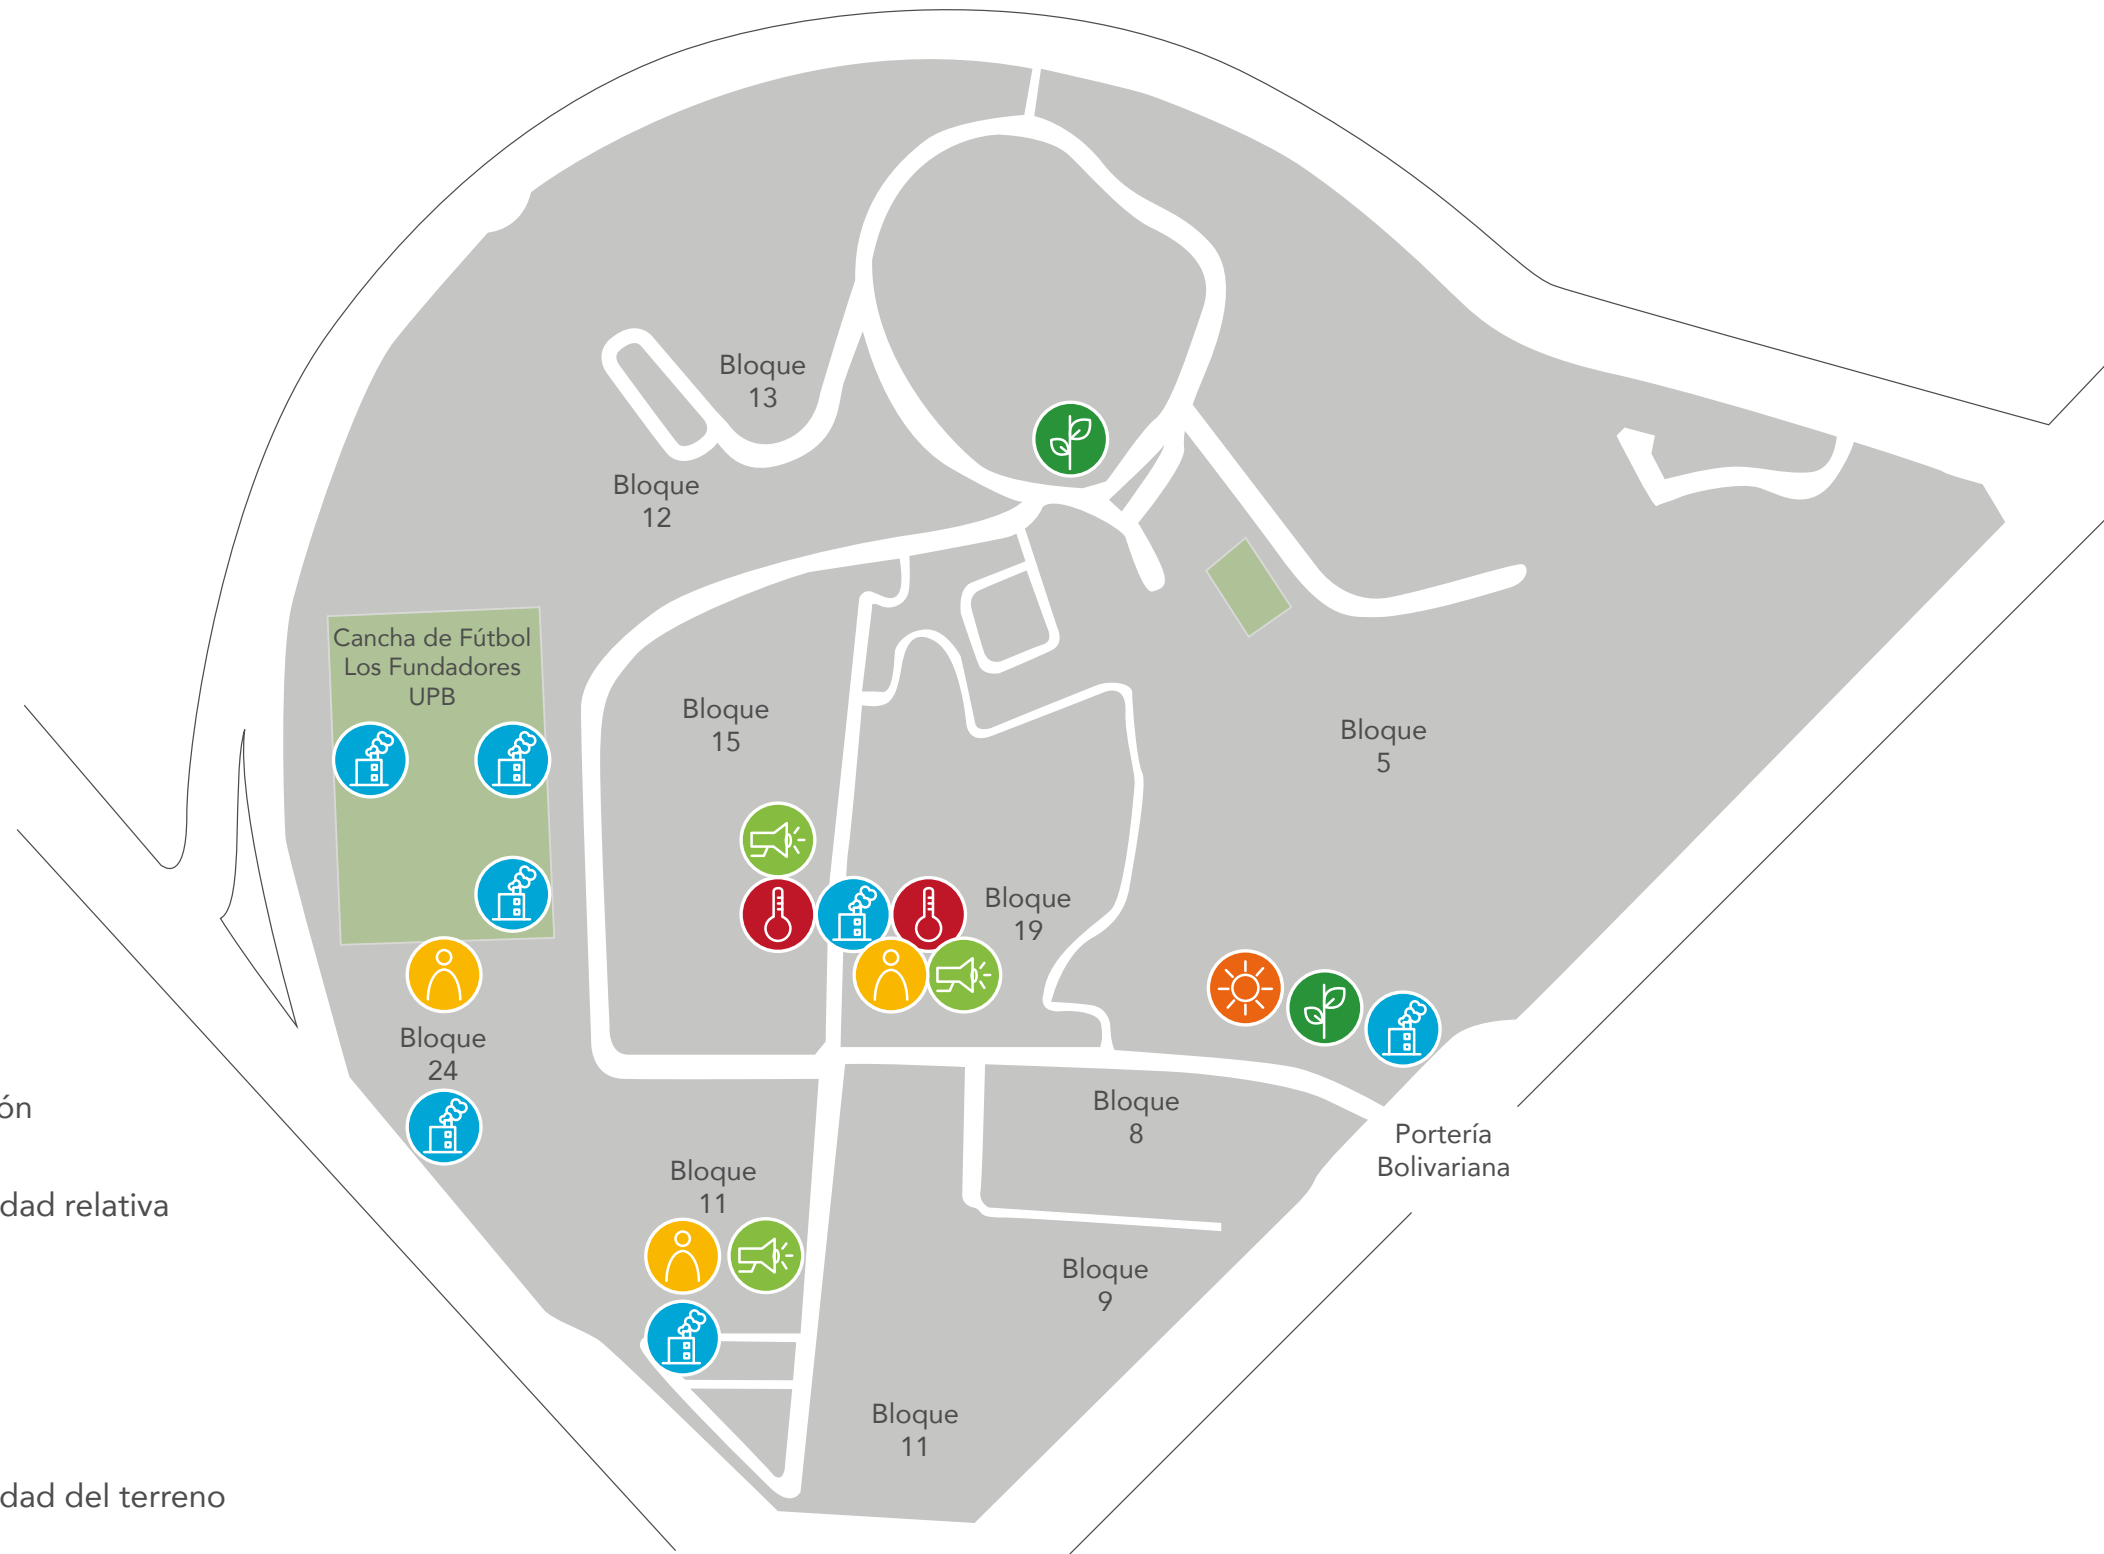 Bloque
13
Bloque
12
Cancha de Fútbol
Los Fundadores
UPB
Bloque
15
Bloque
5
Bloque
19
Bloque
24
ón
Bloque
8
Portería
Bolivariana
Bloque
11
dad relativa
Bloque
9
Bloque
11
dad del terreno